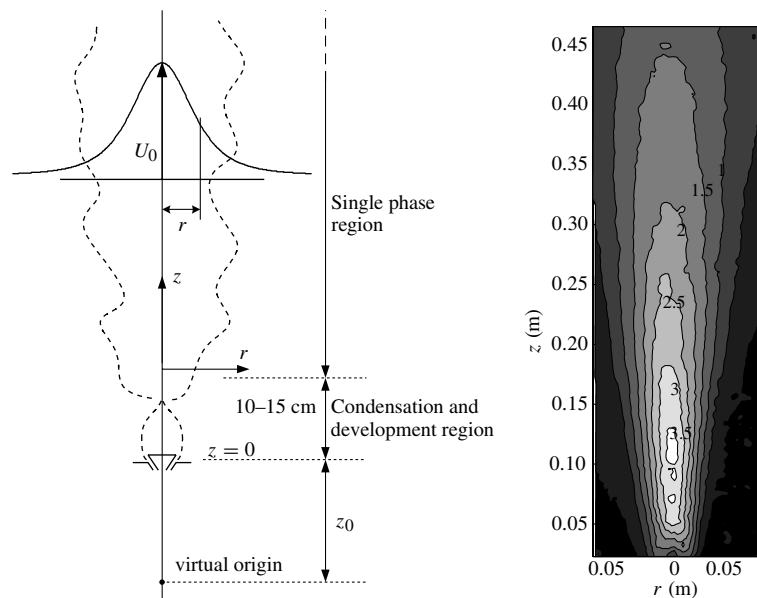 U0
r
z
r
Single phase
region
10–15 cm
Condensation and
development region
z = 0
z0
virtual origin
0.45
0.40
0.35
0.30
0.25
0.20
0.15
0.10
0.05
z (m)
1
1.5
2
2.5
3
3.5
0.05 0 0.05
r (m)